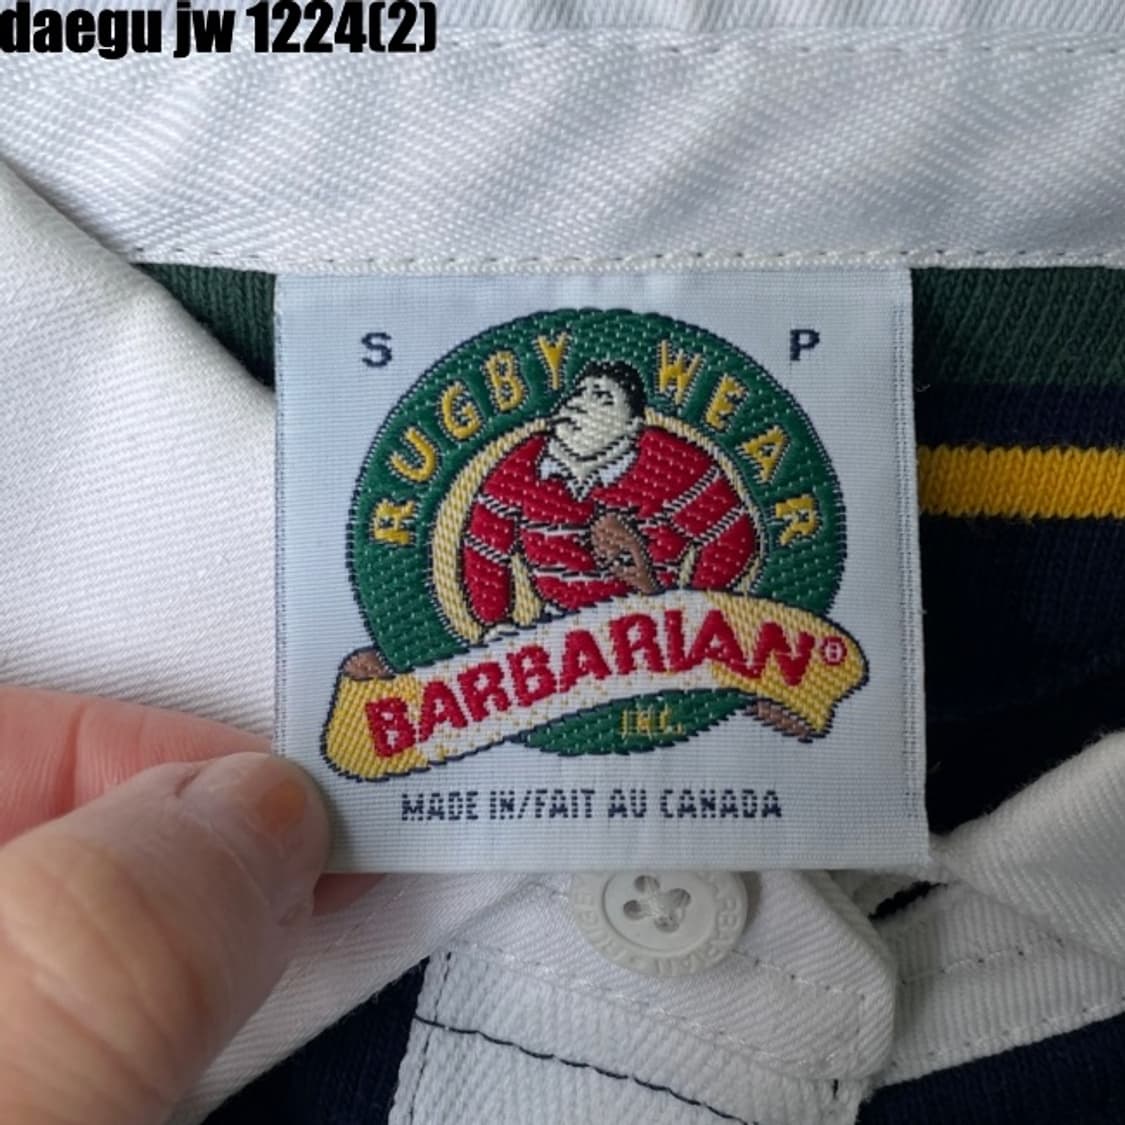 daegu jw 1224(2)
S P
RUGBY WEAR
BARBARIAN®
INC.
MADE IN/FAIT AU CANADA